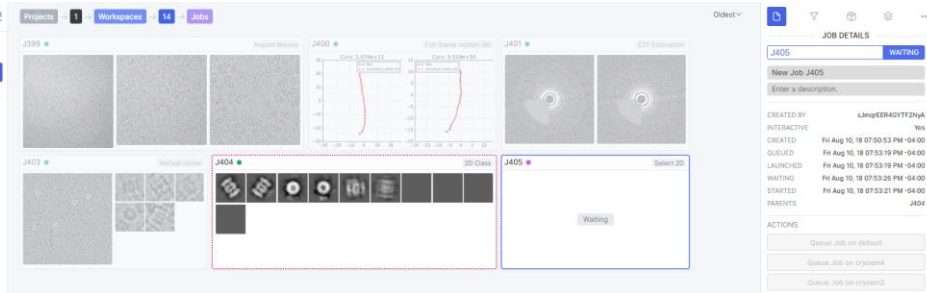 Projects → 1 → Workspaces → 14 → Jobs
Oldest
J399
Import Movies
J400
Full-frame motion (M)
J401
CTF Estimation
J403
Manual picker
J404
2D Class
J405
Select 2D
Waiting
JOB DETAILS
J405 WAITING
New Job J405
Enter a description.
CREATED BY
INTERACTIVE Yes
CREATED Fri Aug 10, 18 07:50:53 PM -04:00
QUEUED Fri Aug 10, 18 07:53:19 PM -04:00
LAUNCHED Fri Aug 10, 18 07:53:19 PM -04:00
WAITING Fri Aug 10, 18 07:53:26 PM -04:00
STARTED Fri Aug 10, 18 07:53:21 PM -04:00
PARENTS J404
ACTIONS
Queue Job on default
Queue Job on cryoem4
Queue Job on cryoem2